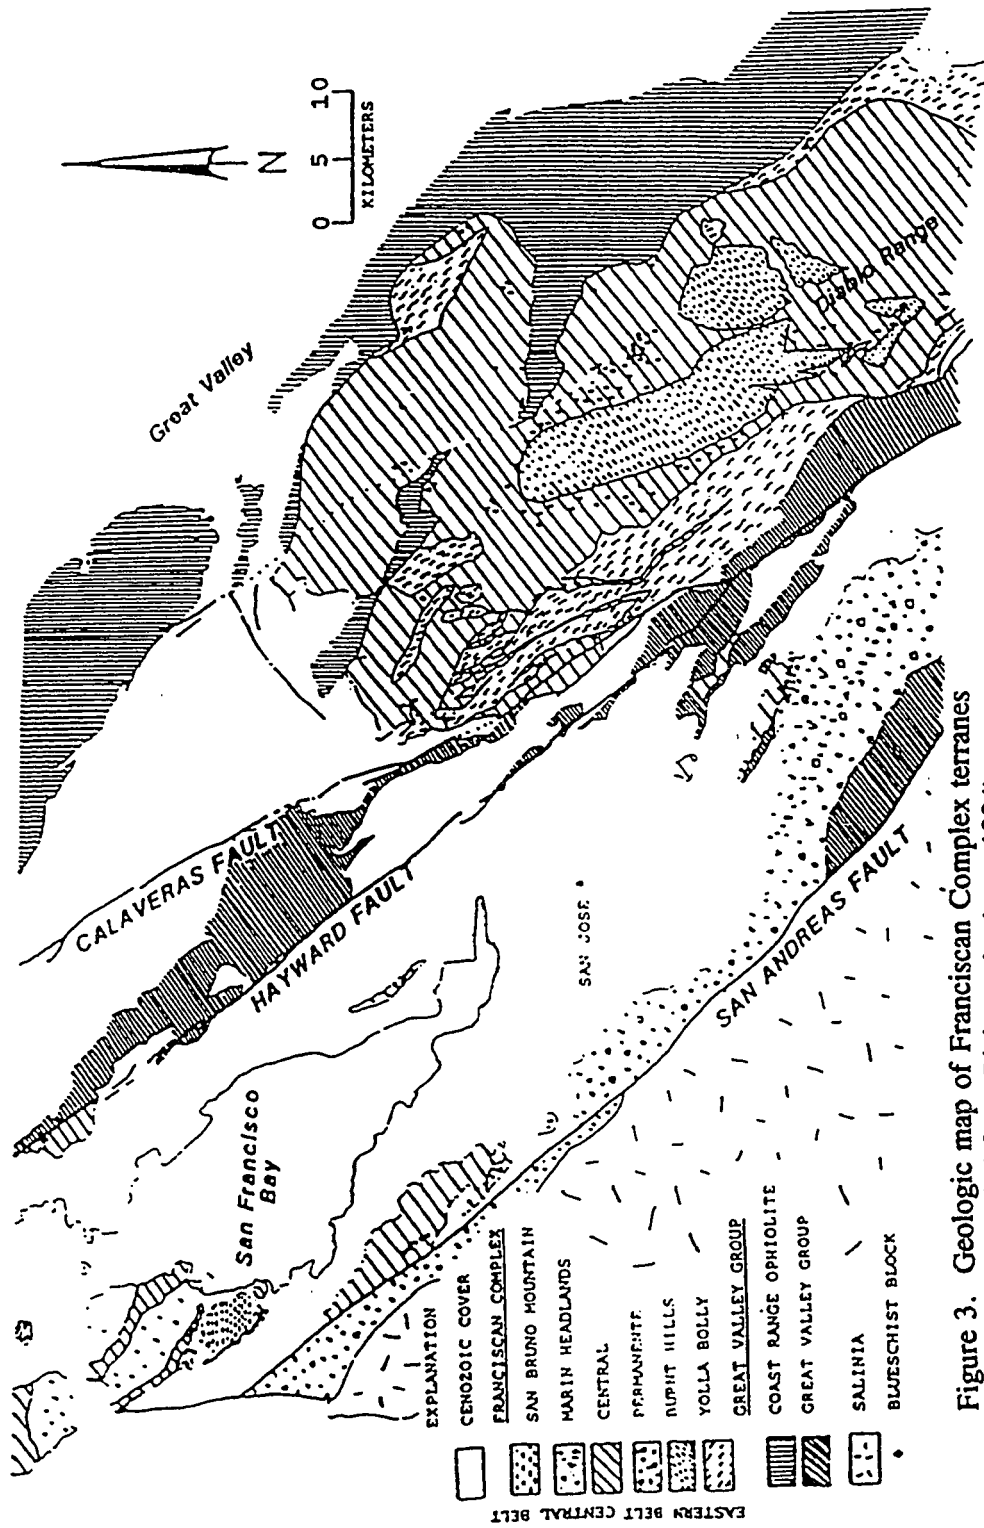 Great Valley
N
0 5 10
KILOMETERS
Diablo Range
CALAVERAS FAULT
HAYWARD FAULT
SAN JOSE
SAN ANDREAS FAULT
San Francisco
Bay
EXPLANATION
CENOZOIC COVER
FRANCISCAN COMPLEX
SAN BRUNO MOUNTAIN
MARIN HEADLANDS
CENTRAL
PERMANENTE
BURNT HILLS
YOLLA BOLLY
GREAT VALLEY GROUP
COAST RANGE OPHIOLITE
GREAT VALLEY GROUP
SALINIA
BLUESCHIST BLOCK
EASTERN BELT CENTRAL BELT
Figure 3. Geologic map of Franciscan Complex terranes